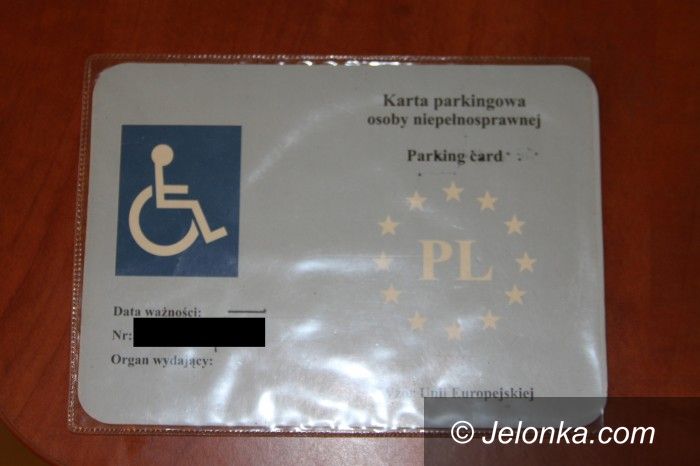 Karta parkingowa
osoby niepełnosprawnej
Parking card
PL
Data ważności:
Nr:
Organ wydający:
Unii Europejskiej
© Jelonka.com